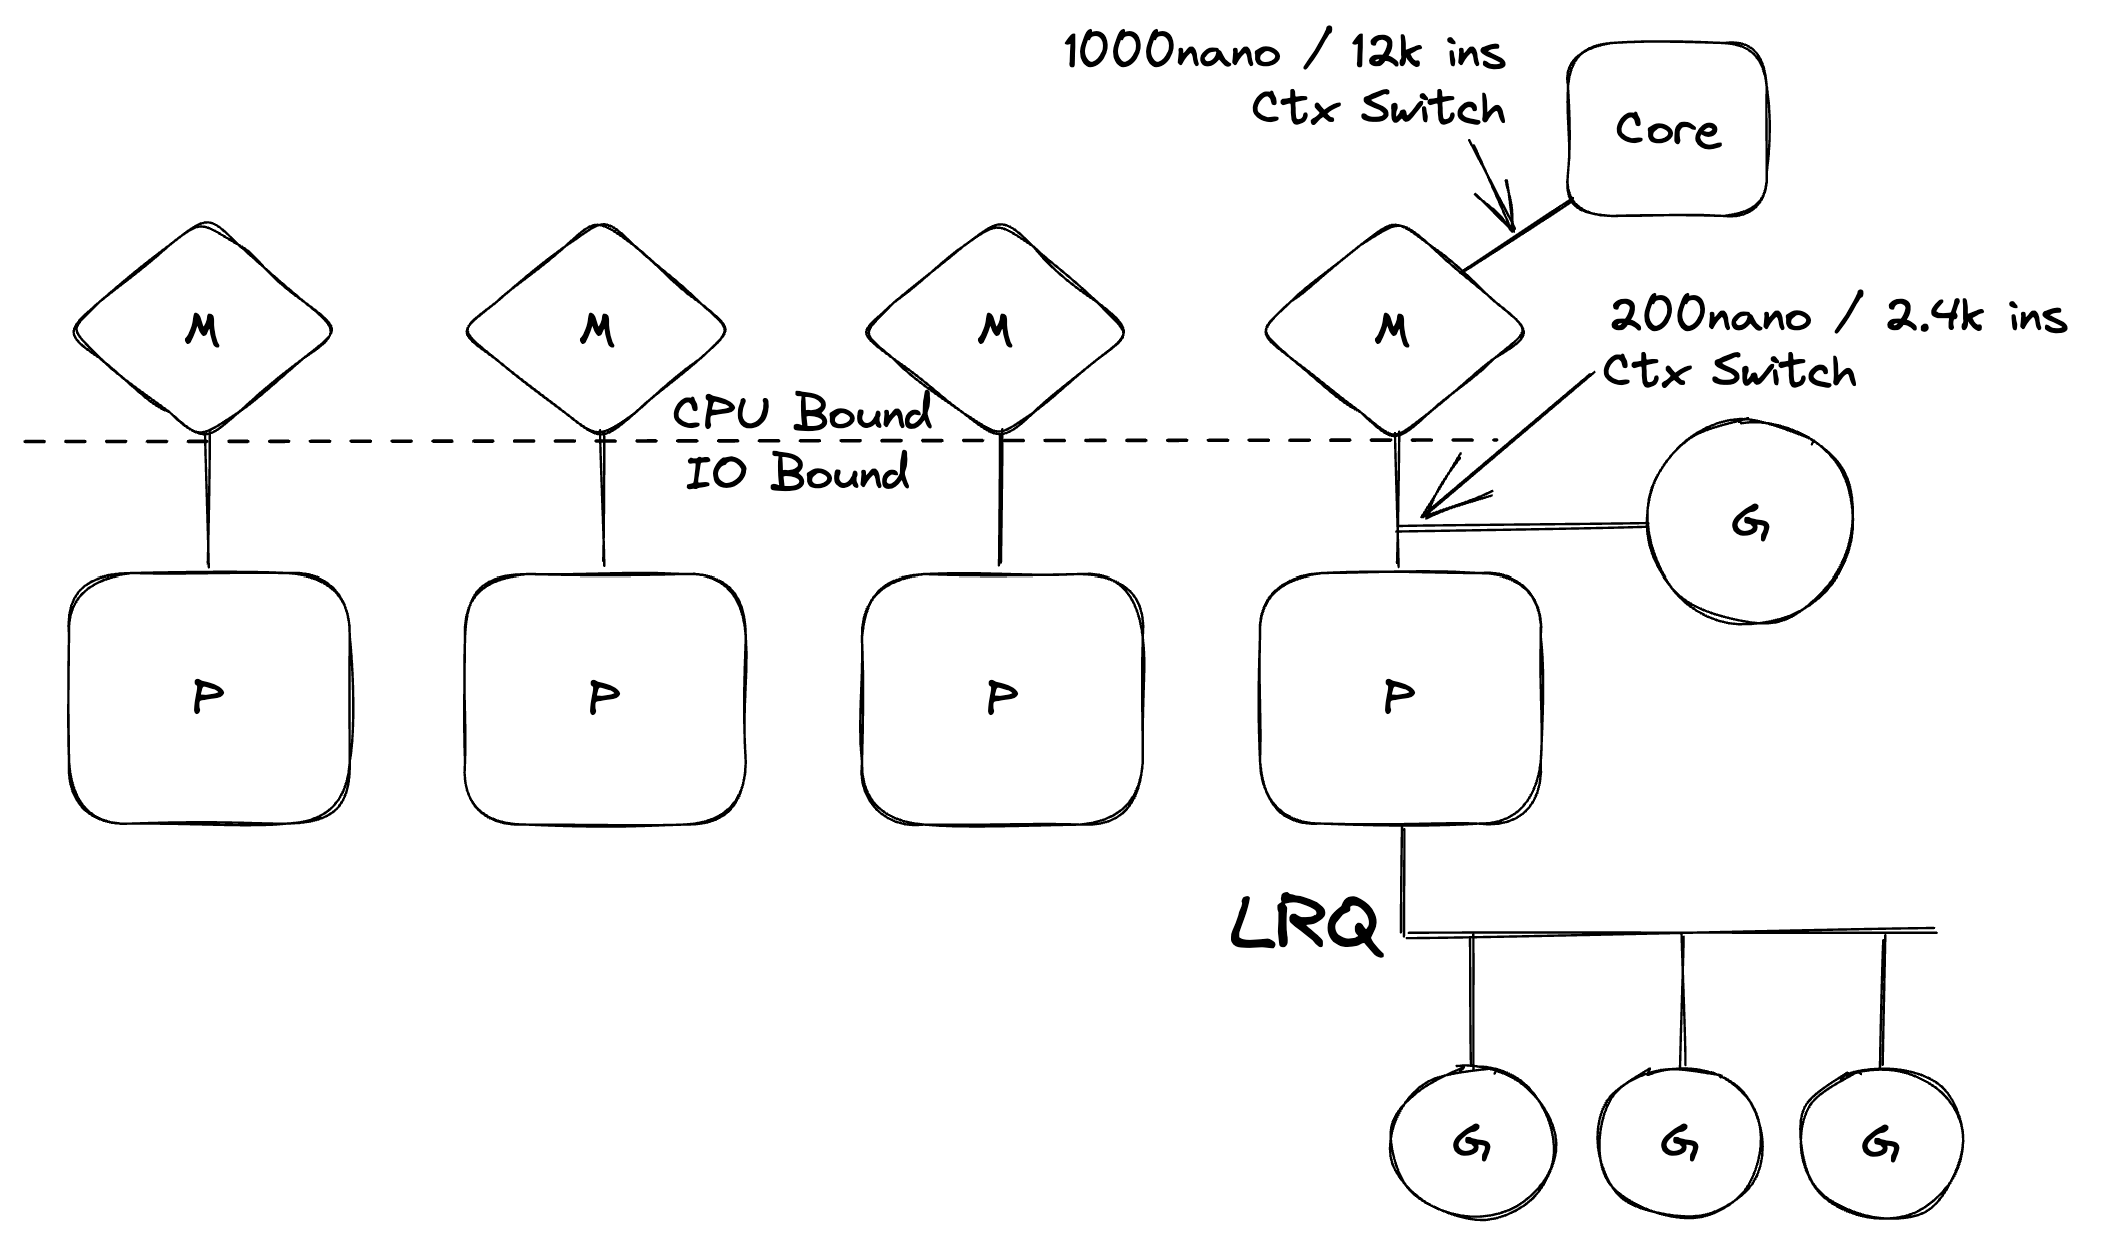 1000nano / 12k ins
Ctx Switch
Core
M
M
M
M
200nano / 2.4k ins
Ctx Switch
CPU Bound
IO Bound
G
P
P
P
P
LRQ
G
G
G